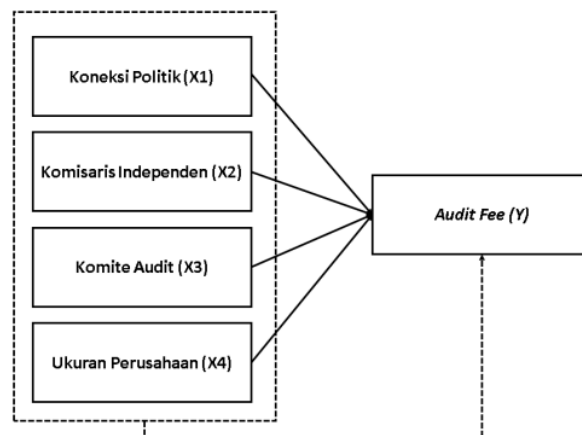 Koneksi Politik (X1)
Komisaris Independen (X2)
Audit Fee (Y)
Komite Audit (X3)
Ukuran Perusahaan (X4)